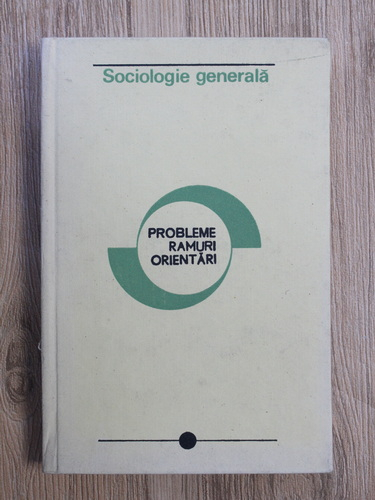 Sociologie generală
PROBLEME
RAMURI
ORIENTĂRI